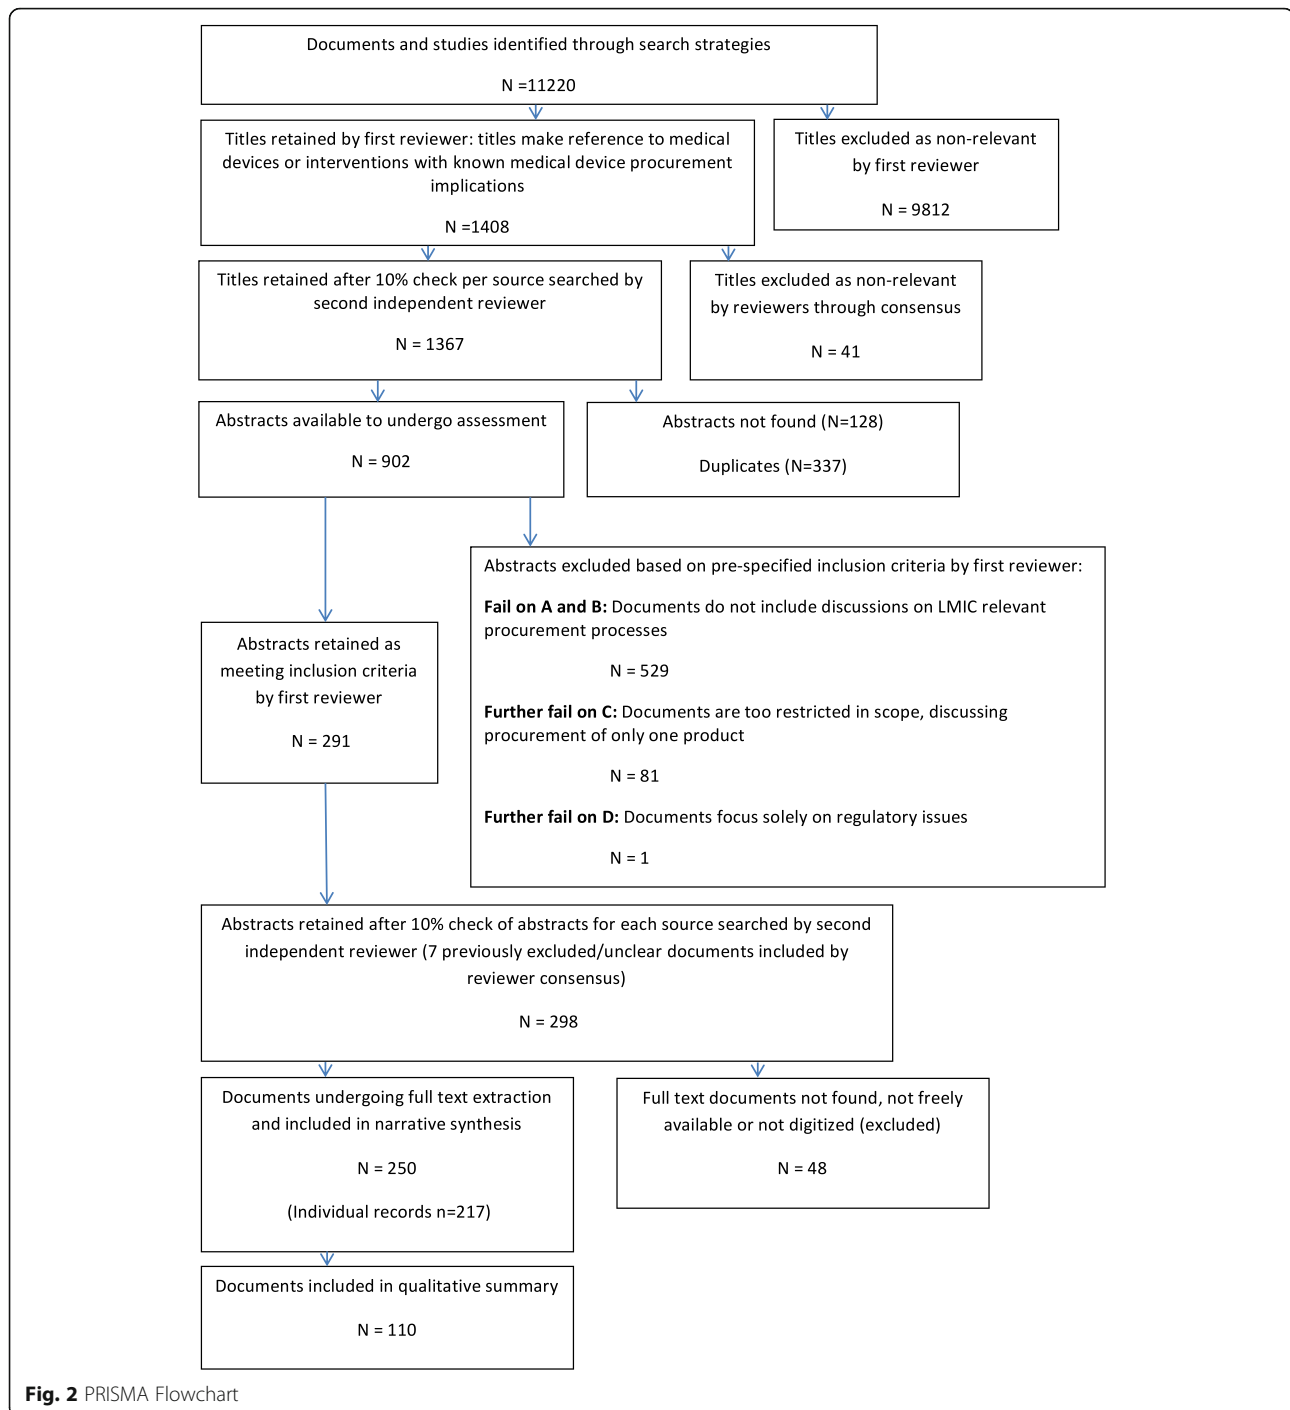 Documents and studies identified through search strategies
N =11220
Titles retained by first reviewer: titles make reference to medical
devices or interventions with known medical device procurement
implications
N =1408
Titles excluded as non-relevant
by first reviewer
N = 9812
Titles retained after 10% check per source searched by
second independent reviewer
N = 1367
Titles excluded as non-relevant
by reviewers through consensus
N = 41
Abstracts available to undergo assessment
N = 902
Abstracts not found (N=128)
Duplicates (N=337)
Abstracts excluded based on pre-specified inclusion criteria by first reviewer:
Fail on A and B: Documents do not include discussions on LMIC relevant
procurement processes
N = 529
Further fail on C: Documents are too restricted in scope, discussing
procurement of only one product
N = 81
Further fail on D: Documents focus solely on regulatory issues
N = 1
Abstracts retained as
meeting inclusion criteria
by first reviewer
N = 291
Abstracts retained after 10% check of abstracts for each source searched by second
independent reviewer (7 previously excluded/unclear documents included by
reviewer consensus)
N = 298
Documents undergoing full text extraction
and included in narrative synthesis
N = 250
(Individual records n=217)
Full text documents not found, not freely
available or not digitized (excluded)
N = 48
Documents included in qualitative summary
N = 110
Fig. 2 PRISMA Flowchart